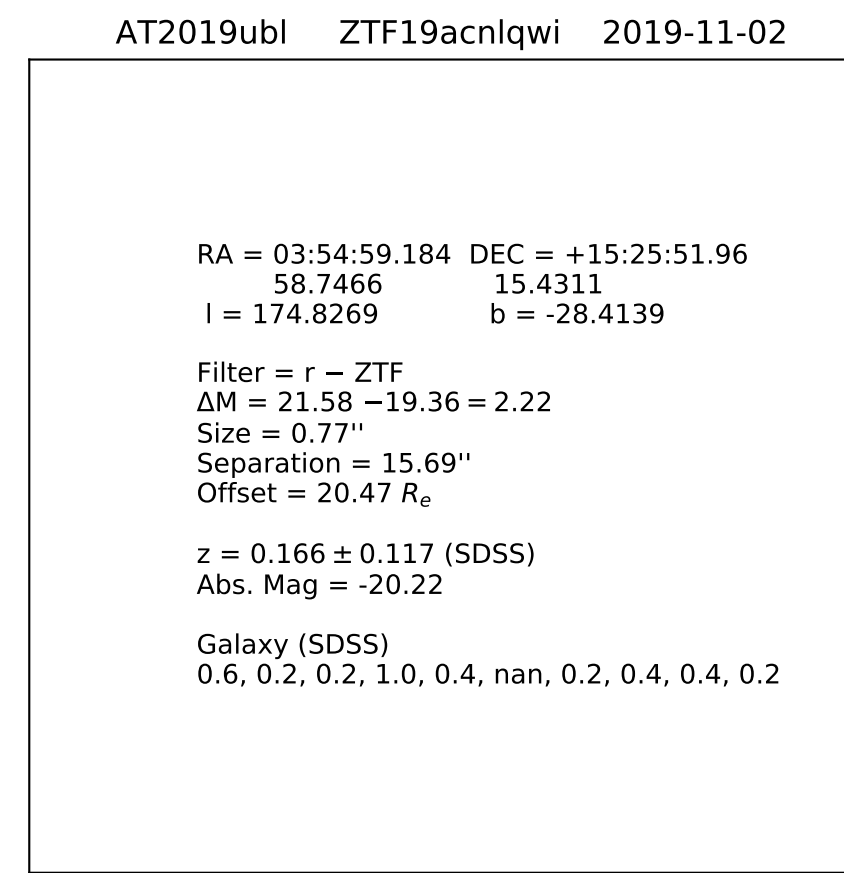 AT2019ubl ZTF19acnlqwi 2019-11-02
RA = 03:54:59.184 DEC = +15:25:51.96
58.7466 15.4311
l = 174.8269 b = -28.4139
Filter = r − ZTF
ΔM = 21.58 −19.36 = 2.22
Size = 0.77''
Separation = 15.69''
Offset = 20.47 Re
z = 0.166 ± 0.117 (SDSS)
Abs. Mag = -20.22
Galaxy (SDSS)
0.6, 0.2, 0.2, 1.0, 0.4, nan, 0.2, 0.4, 0.4, 0.2